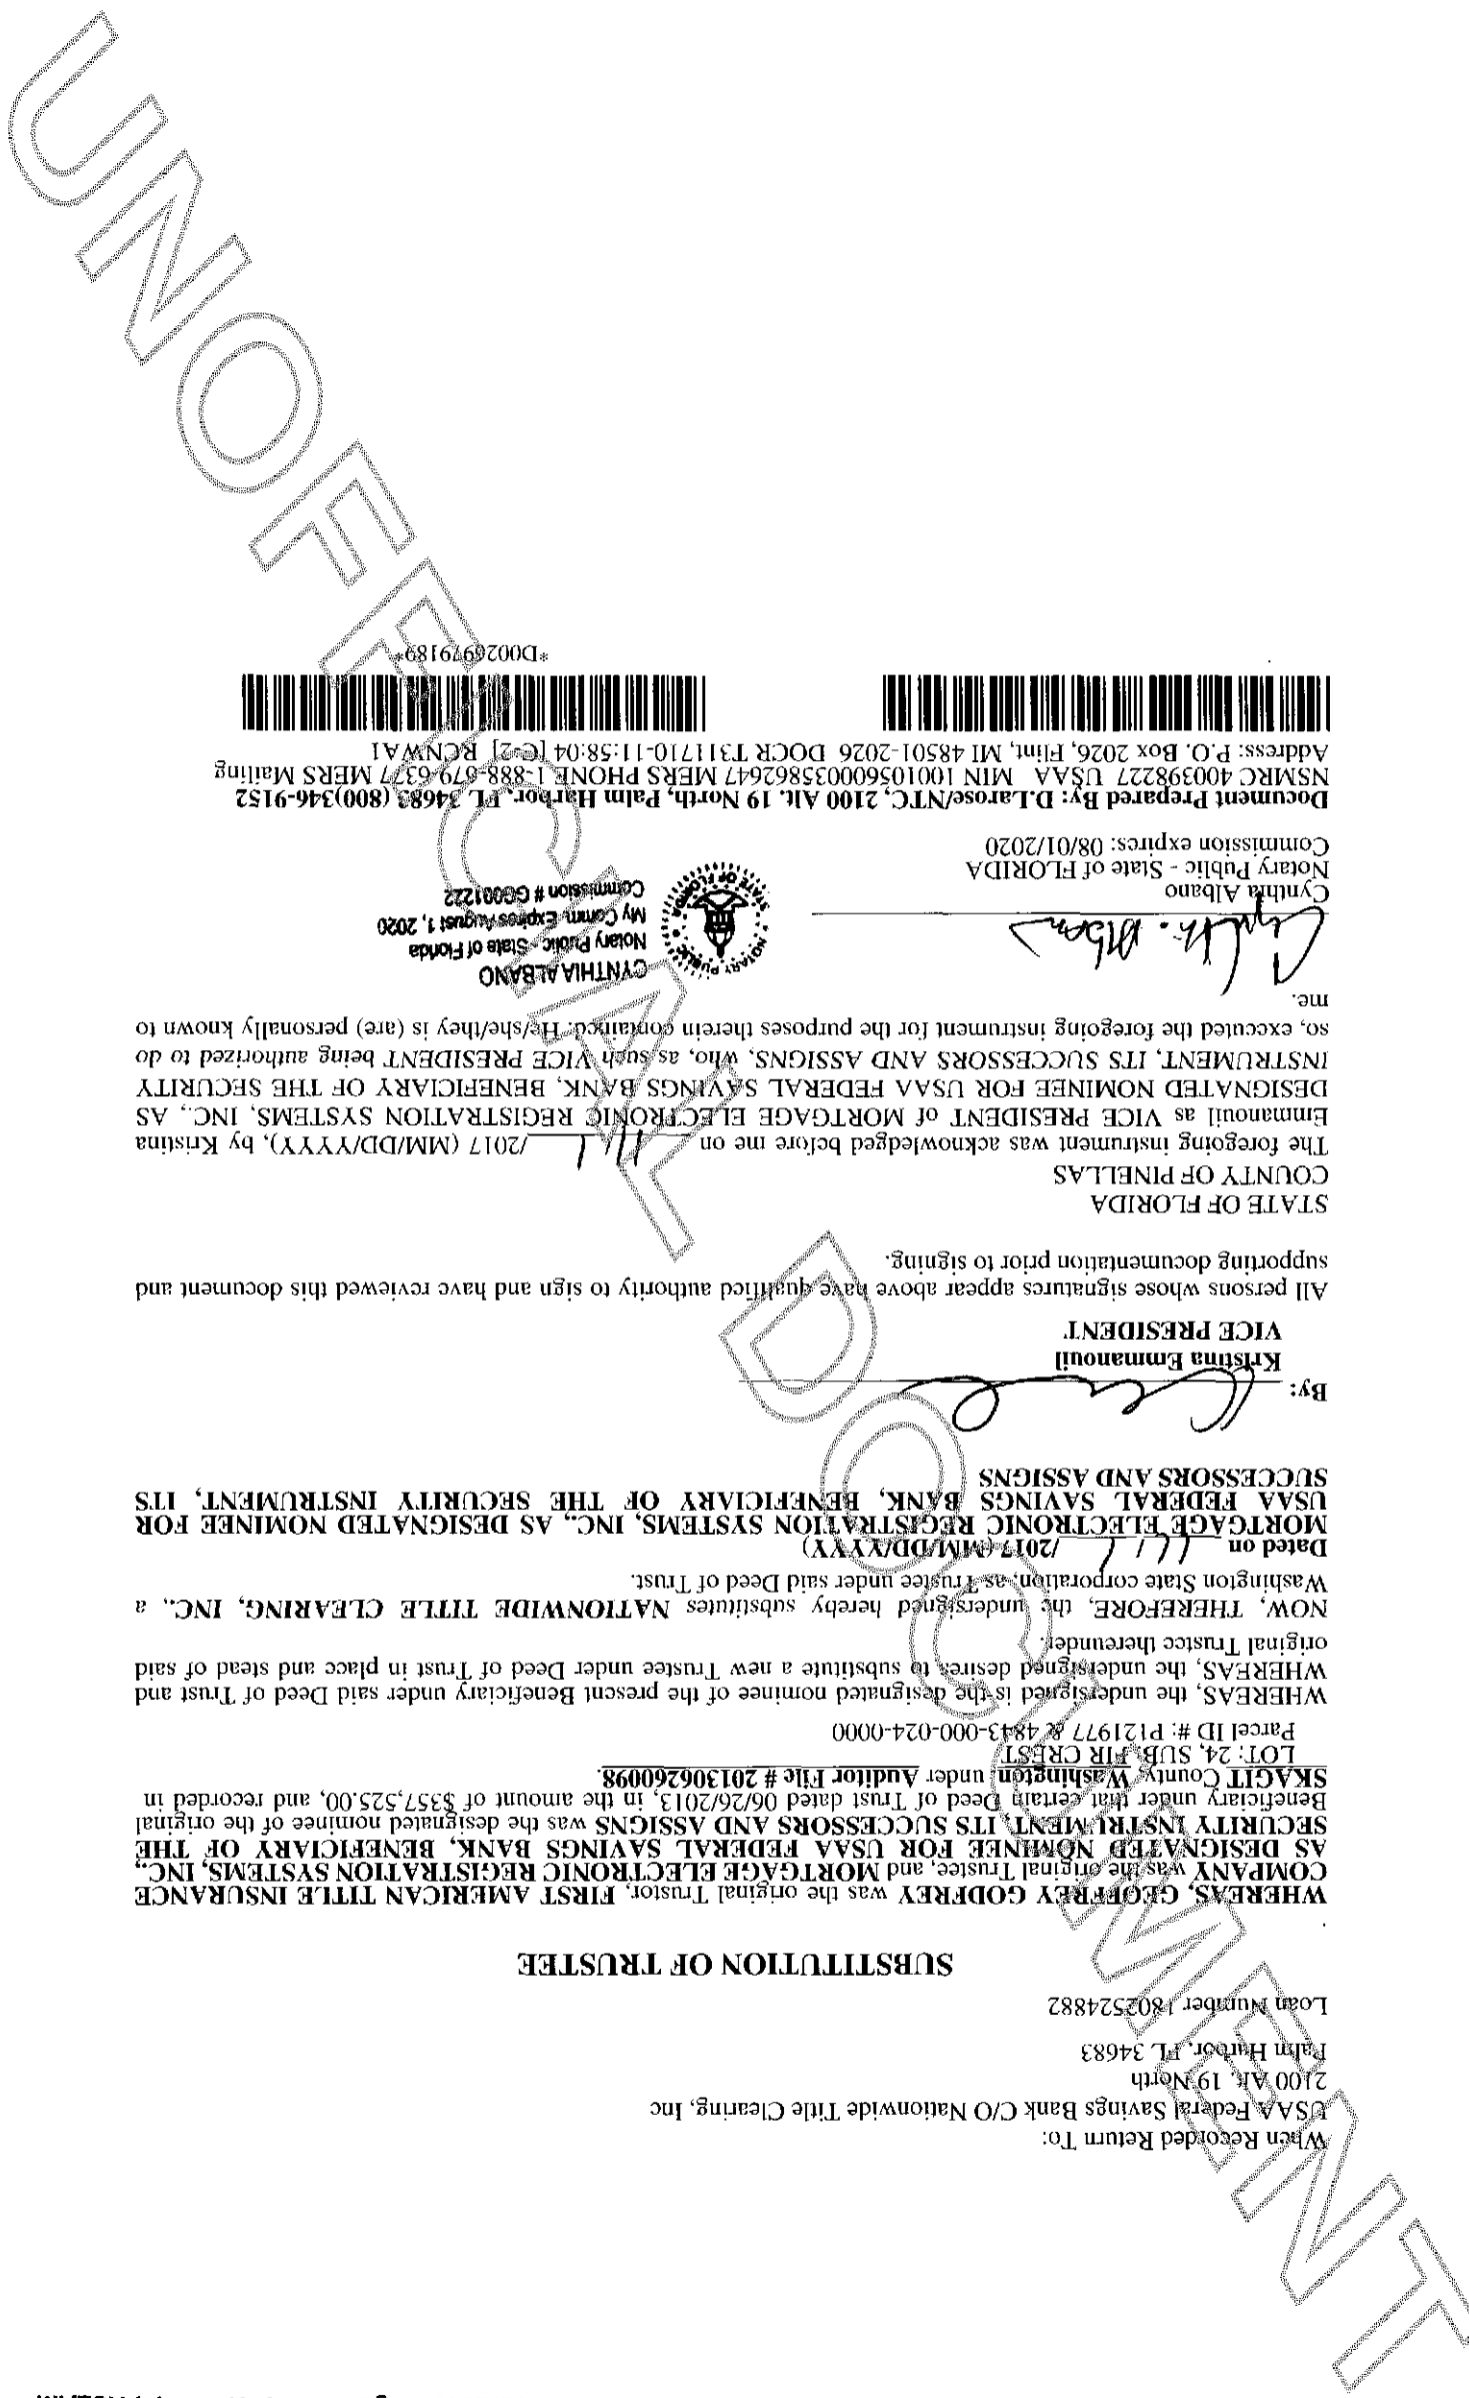 When Recorded Return To:
USAA Federal Savings Bank C/O Nationwide Title Clearing, Inc
2100 Alt. 19 North
Palm Harbor, FL 34683
Loan Number 1802524882
SUBSTITUTION OF TRUSTEE
WHEREAS, GEOFFREY GODFREY was the original Trustor, FIRST AMERICAN TITLE INSURANCE
COMPANY was the original Trustee, and MORTGAGE ELECTRONIC REGISTRATION SYSTEMS, INC.,
AS DESIGNATED NOMINEE FOR USAA FEDERAL SAVINGS BANK, BENEFICIARY OF THE
SECURITY INSTRUMENT, ITS SUCCESSORS AND ASSIGNS was the designated nominee of the original
Beneficiary under that certain Deed of Trust dated 06/26/2013, in the amount of $357,525.00, and recorded in
SKAGIT County, Washington under Auditor File # 201306260098.
LOT: 24, SUB: FIR CREST
Parcel ID #: P121977 & 4843-000-024-0000
WHEREAS, the undersigned is the designated nominee of the present Beneficiary under said Deed of Trust and
WHEREAS, the undersigned desires to substitute a new Trustee under Deed of Trust in place and stead of said
original Trustee thereunder.
NOW, THEREFORE, the undersigned hereby substitutes NATIONWIDE TITLE CLEARING, INC., a
Washington State corporation, as Trustee under said Deed of Trust.
Dated on /2017 (MM/DD/YYYY)
MORTGAGE ELECTRONIC REGISTRATION SYSTEMS, INC., AS DESIGNATED NOMINEE FOR
USAA FEDERAL SAVINGS BANK, BENEFICIARY OF THE SECURITY INSTRUMENT, ITS
SUCCESSORS AND ASSIGNS
By:
Kristina Emmanouil
VICE PRESIDENT
All persons whose signatures appear above have qualified authority to sign and have reviewed this document and
supporting documentation prior to signing.
STATE OF FLORIDA
COUNTY OF PINELLAS
The foregoing instrument was acknowledged before me on /2017 (MM/DD/YYYY), by Kristina
Emmanouil as VICE PRESIDENT of MORTGAGE ELECTRONIC REGISTRATION SYSTEMS, INC., AS
DESIGNATED NOMINEE FOR USAA FEDERAL SAVINGS BANK, BENEFICIARY OF THE SECURITY
INSTRUMENT, ITS SUCCESSORS AND ASSIGNS, who, as such VICE PRESIDENT being authorized to do
so, executed the foregoing instrument for the purposes therein contained. He/she/they is (are) personally known to
me.
Cynthia Albano
Notary Public - State of FLORIDA
Commission expires: 08/01/2020
NOTARY PUBLIC
STATE OF FLORIDA
CYNTHIA ALBANO
Notary Public - State of Florida
My Comm. Expires August 1, 2020
Commission # GG001222
Document Prepared By: D.Larose/NTC, 2100 Alt. 19 North, Palm Harbor, FL 34683 (800)346-9152
NSMRC 400398227 USAA MIN 100105600035862647 MERS PHONE 1-888-679-6377 MERS Mailing
Address: P.O. Box 2026, Flint, MI 48501-2026 DOCR T311710-11:58:04 [C-2] RCNWA1
*D0026979189*
UNOFFICIAL DOCUMENT